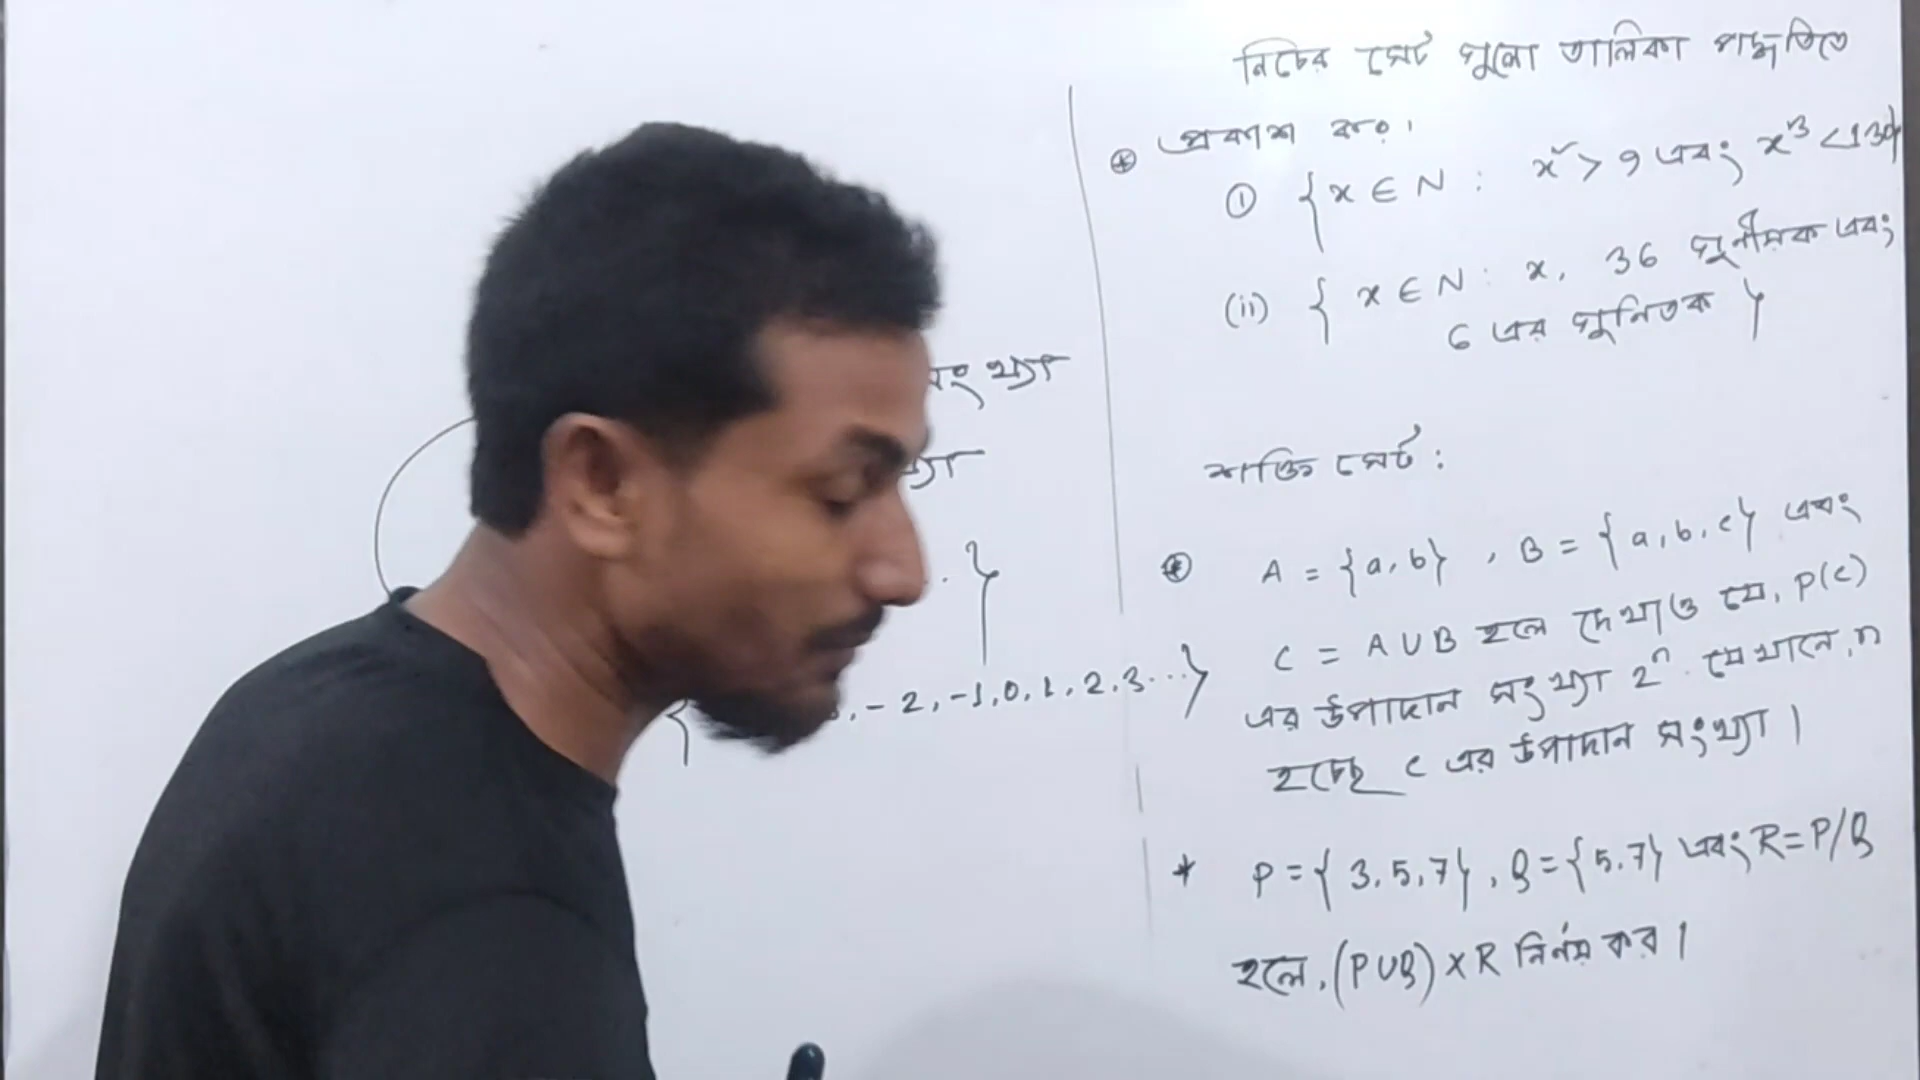 নিচের সেট গুলো তালিকা পদ্ধতিতে
প্রকাশ কর।
① { x ∈ N : x² > 9 এবং x³ < 130}
(ii) { x ∈ N : x, 36 গুণীয়ক এবং
6 এর গুনিতক }
শক্তি সেট :
A = {a, b} , B = {a, b, c} এবং
C = A ∪ B হলে দেখাও যে, P(C)
এর উপাদান সংখ্যা 2ⁿ. যেখানে, n
হচ্ছে C এর উপাদান সংখ্যা।
* P = { 3, 5, 7}, Q = {5, 7} এবং R = P/Q
হলে, (P ∪ Q) × R নির্নয় কর।
{
, -2, -1, 0, 1, 2, 3...}